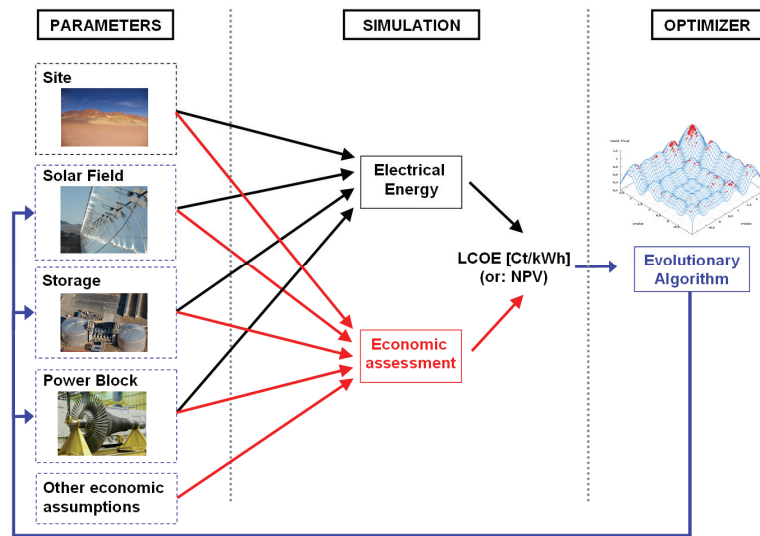 PARAMETERS
SIMULATION
OPTIMIZER
Site
Solar Field
Storage
Power Block
Other economic
assumptions
Electrical
Energy
Economic
assessment
LCOE [Ct/kWh]
(or: NPV)
Evolutionary
Algorithm